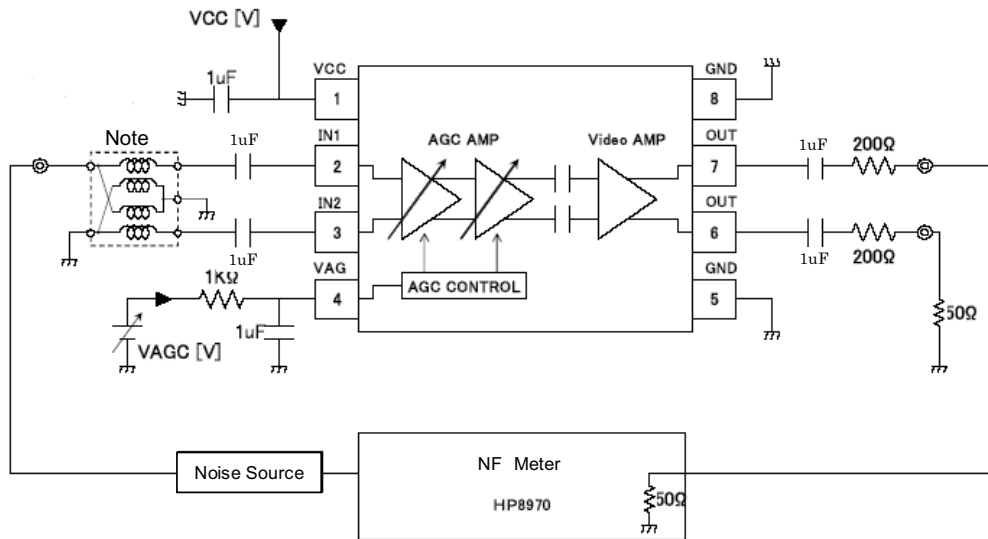 VCC [V]
1uF
VCC
1
GND
8
Note
1uF
IN1
2
AGC AMP
Video AMP
OUT
7
1uF
200Ω
IN2
3
1uF
OUT
6
1uF
200Ω
VAG
4
1KΩ
1uF
AGC CONTROL
GND
5
50Ω
VAGC [V]
Noise Source
NF Meter
HP8970
50Ω